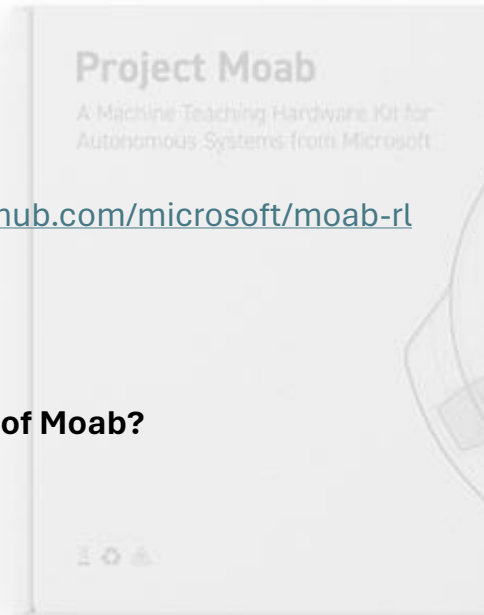 Project Moab
A Machine Teaching Hardware Kit for
Autonomous Systems from Microsoft
hub.com/microsoft/moab-rl
of Moab?